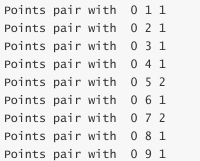 Points pair with  0 1 1
Points pair with  0 2 1
Points pair with  0 3 1
Points pair with  0 4 1
Points pair with  0 5 2
Points pair with  0 6 1
Points pair with  0 7 2
Points pair with  0 8 1
Points pair with  0 9 1